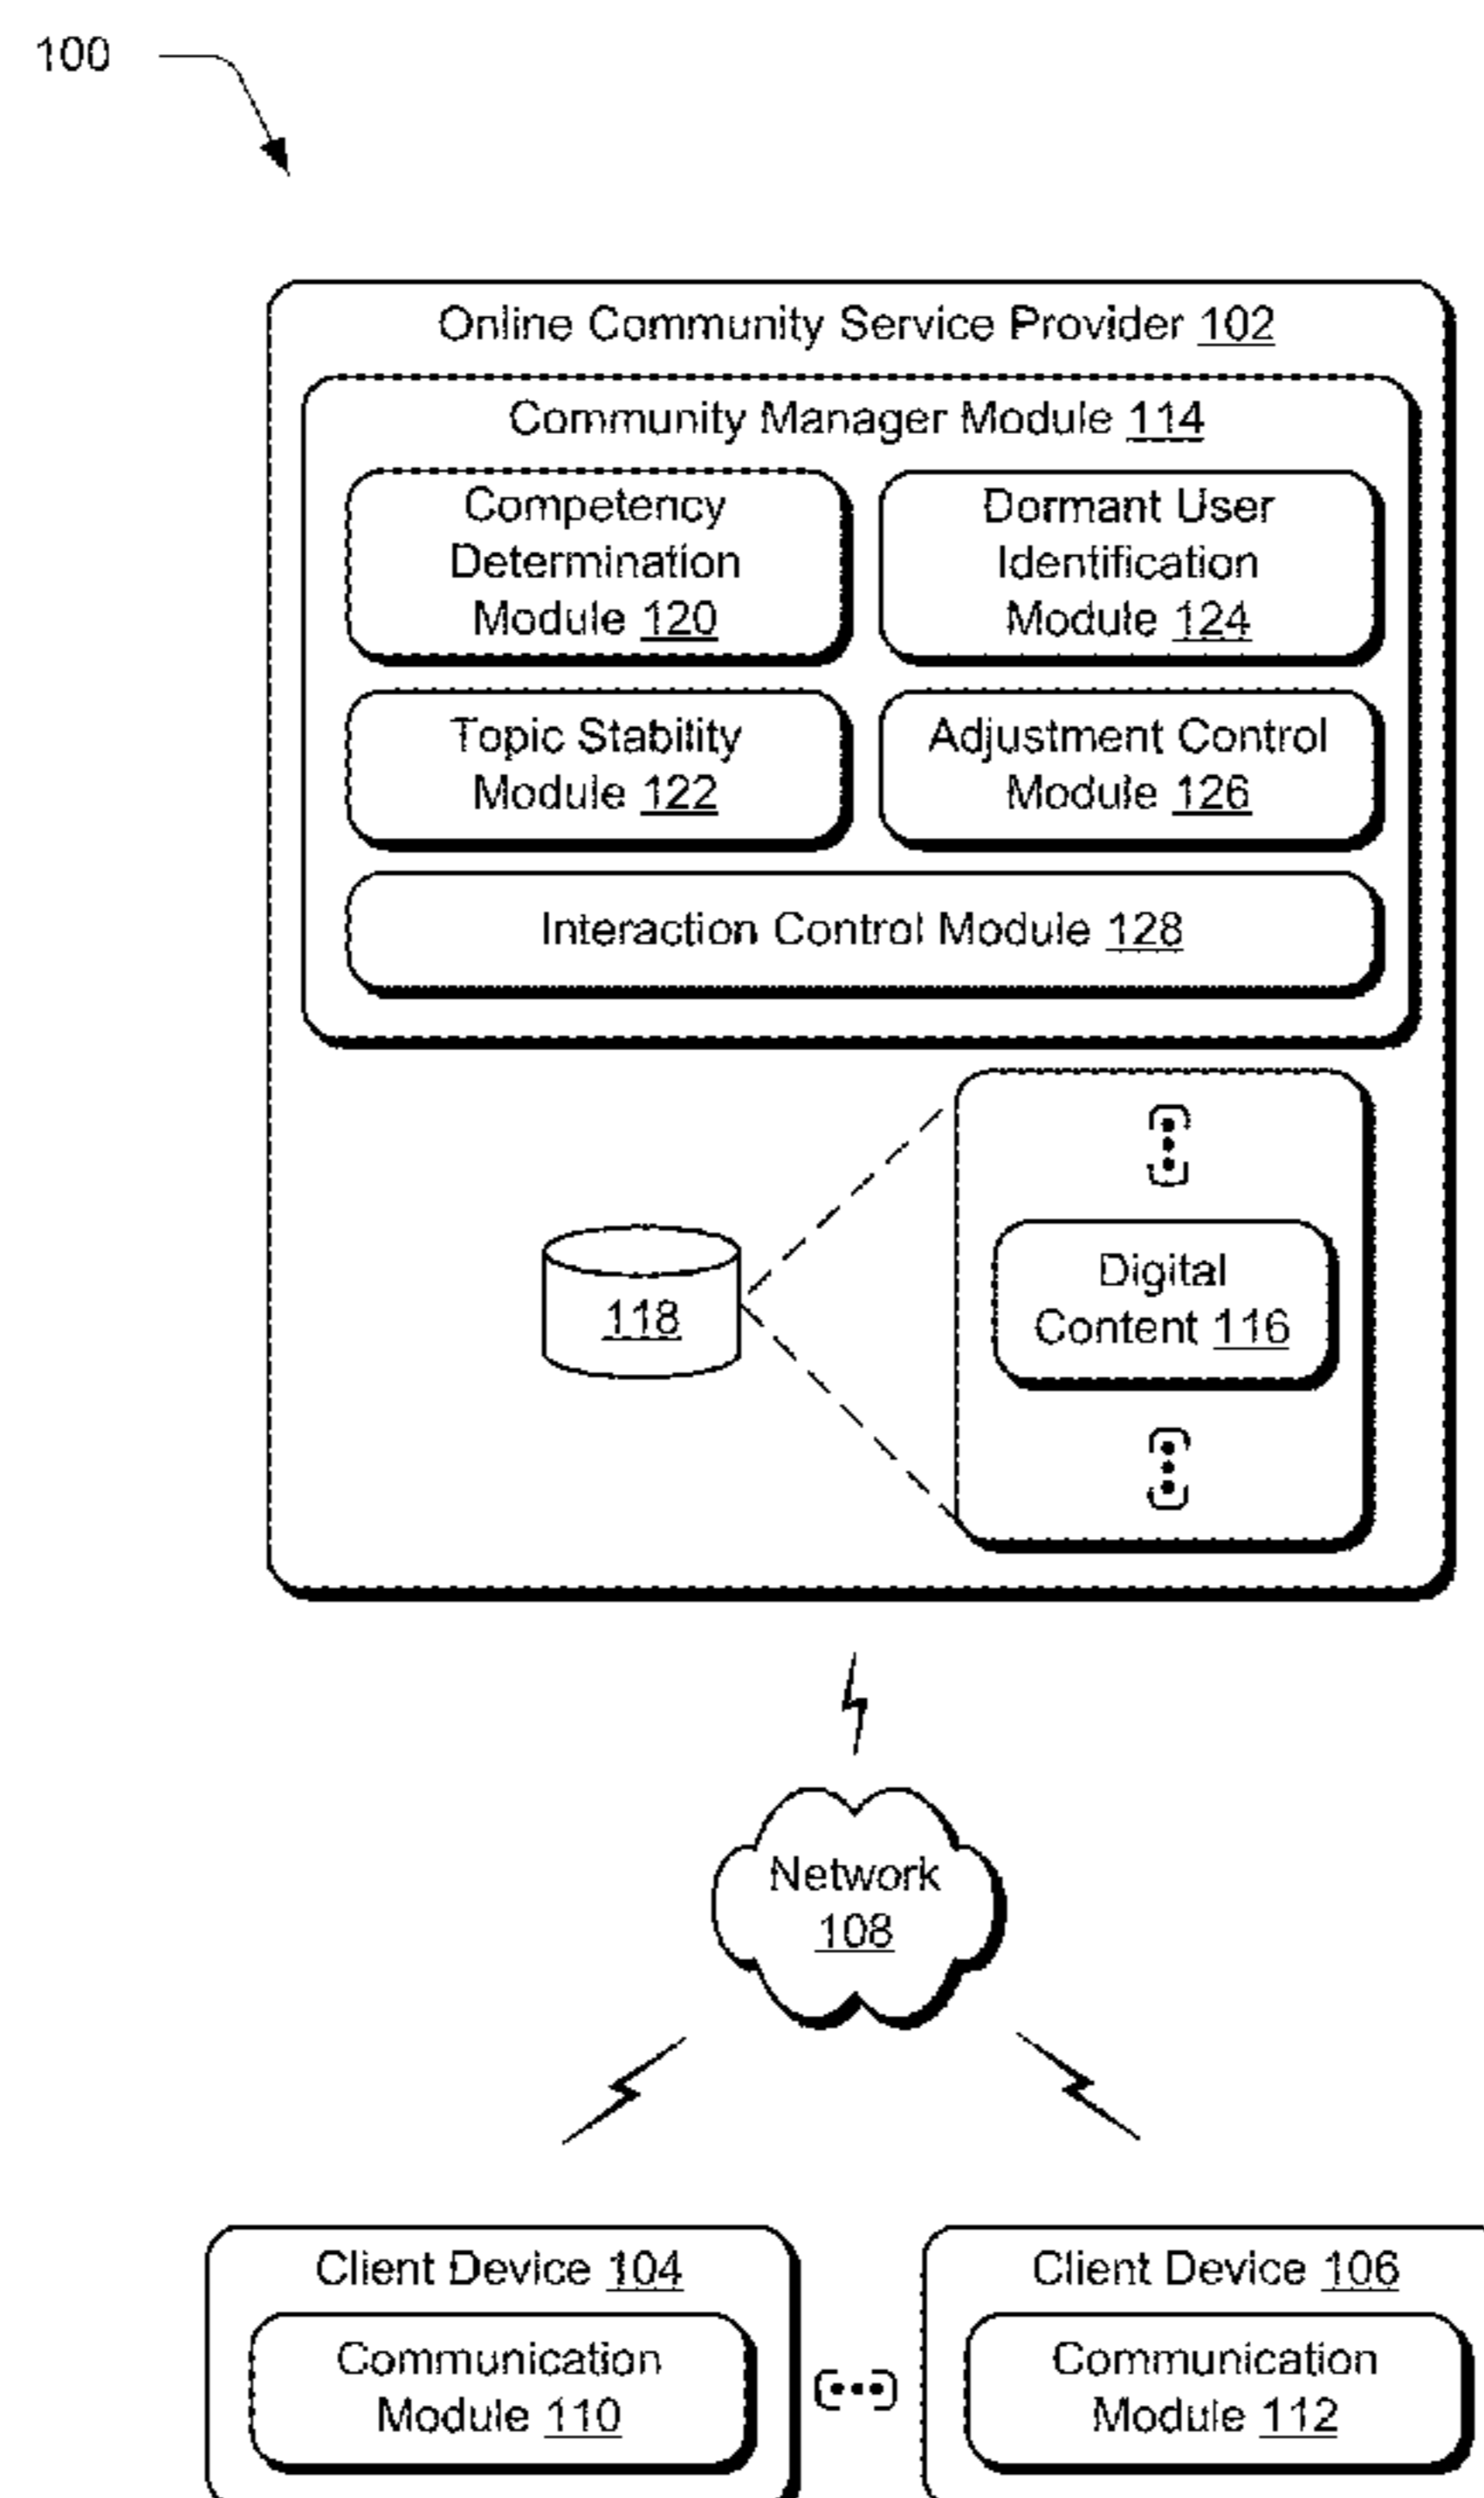 100
Online Community Service Provider 102
Community Manager Module 114
Competency
Determination
Module 120
Dormant User
Identification
Module 124
Topic Stability
Module 122
Adjustment Control
Module 126
Interaction Control Module 128
118
Digital
Content 116
Network
108
Client Device 104
Communication
Module 110
Client Device 106
Communication
Module 112